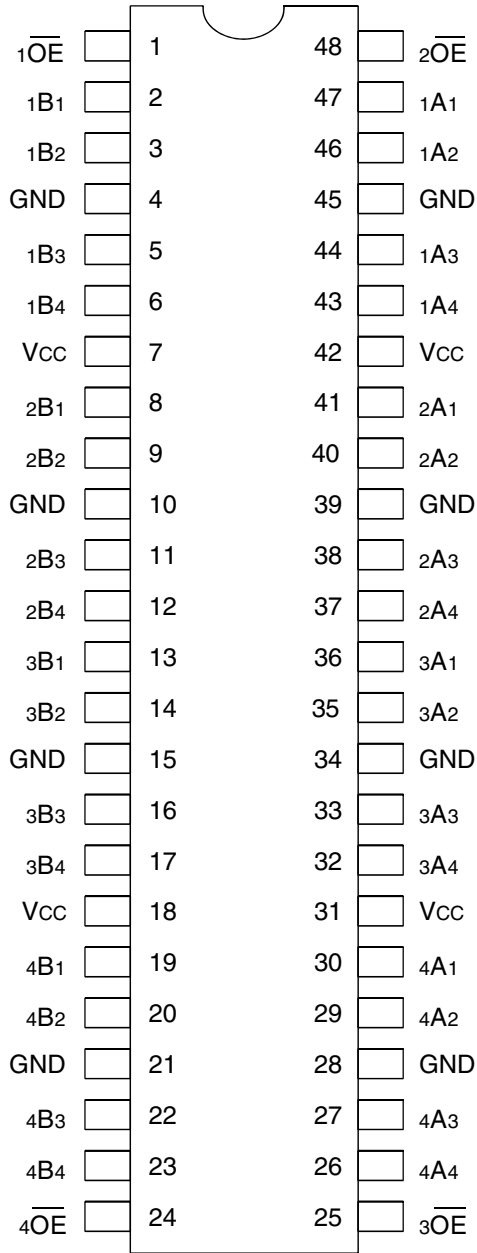 1O̅E̅ 1 48 2O̅E̅
1B1 2 47 1A1
1B2 3 46 1A2
GND 4 45 GND
1B3 5 44 1A3
1B4 6 43 1A4
VCC 7 42 VCC
2B1 8 41 2A1
2B2 9 40 2A2
GND 10 39 GND
2B3 11 38 2A3
2B4 12 37 2A4
3B1 13 36 3A1
3B2 14 35 3A2
GND 15 34 GND
3B3 16 33 3A3
3B4 17 32 3A4
VCC 18 31 VCC
4B1 19 30 4A1
4B2 20 29 4A2
GND 21 28 GND
4B3 22 27 4A3
4B4 23 26 4A4
4O̅E̅ 24 25 3O̅E̅